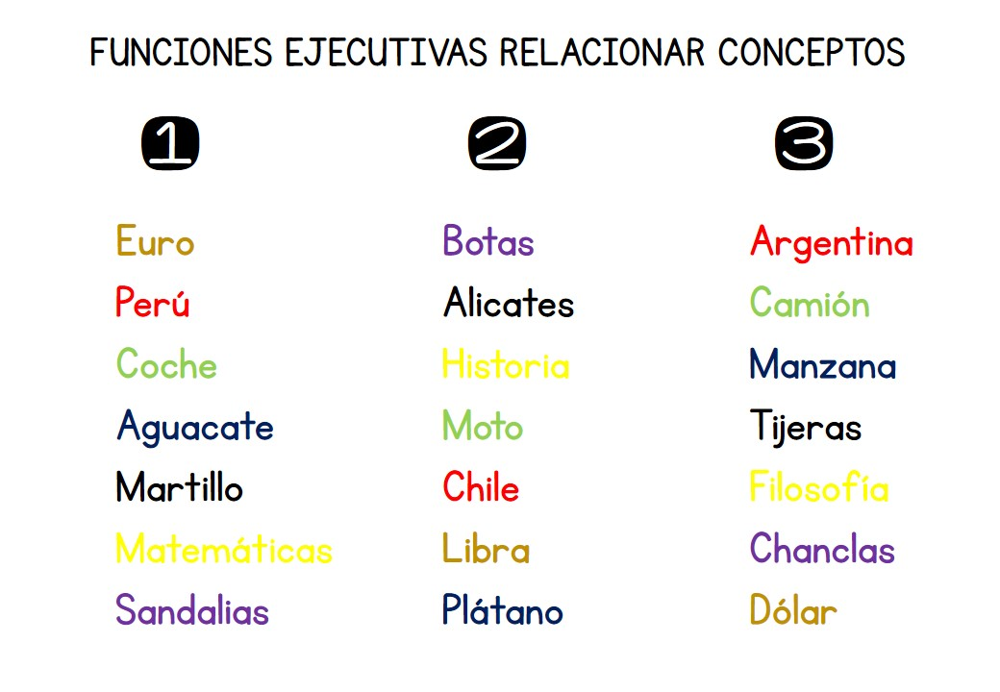 FUNCIONES EJECUTIVAS RELACIONAR CONCEPTOS
1 2 3
Euro Botas Argentina
Perú Alicates Camión
Coche Historia Manzana
Aguacate Moto Tijeras
Martillo Chile Filosofía
Matemáticas Libra Chanclas
Sandalias Plátano Dólar